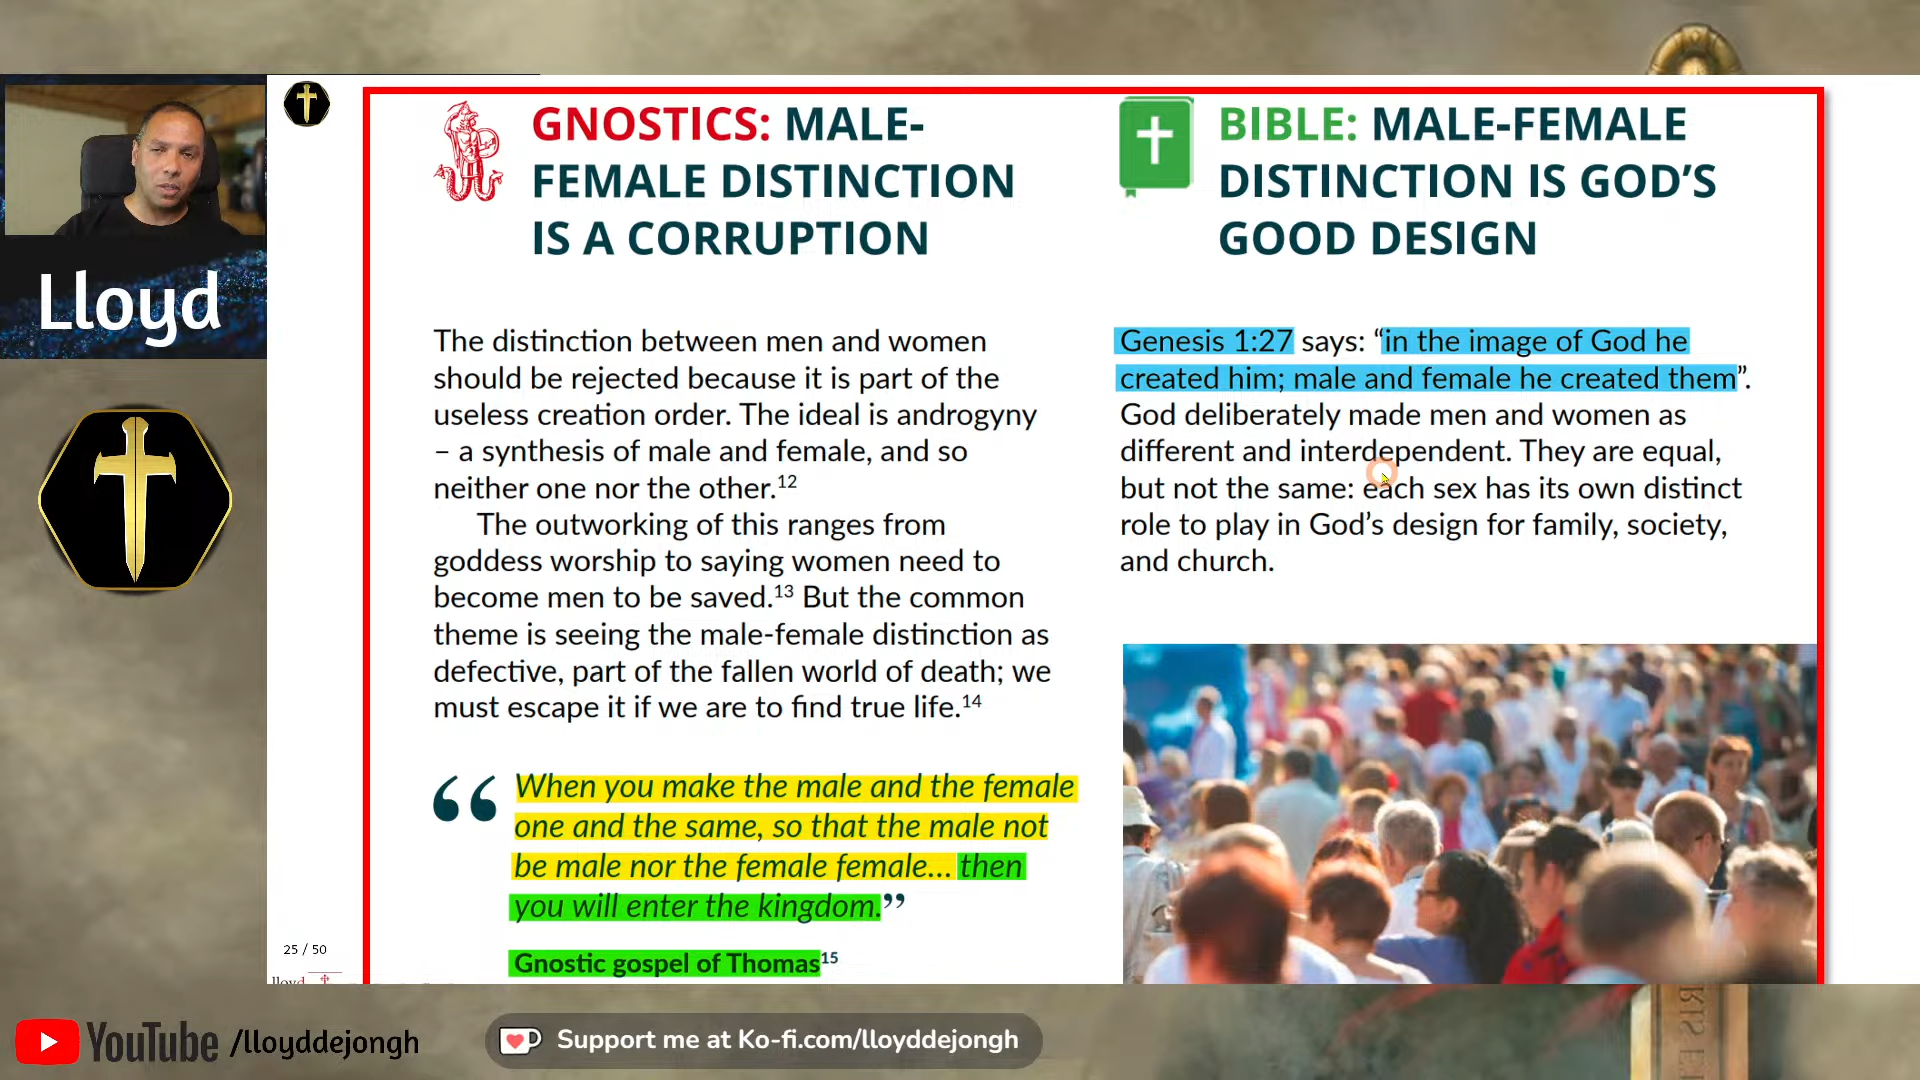 Lloyd
GNOSTICS: MALE-
FEMALE DISTINCTION
IS A CORRUPTION
The distinction between men and women
should be rejected because it is part of the
useless creation order. The ideal is androgyny
– a synthesis of male and female, and so
neither one nor the other.12
The outworking of this ranges from
goddess worship to saying women need to
become men to be saved.13 But the common
theme is seeing the male-female distinction as
defective, part of the fallen world of death; we
must escape it if we are to find true life.14
“When you make the male and the female
one and the same, so that the male not
be male nor the female female... then
you will enter the kingdom.”
Gnostic gospel of Thomas15
BIBLE: MALE-FEMALE
DISTINCTION IS GOD’S
GOOD DESIGN
Genesis 1:27 says: “in the image of God he
created him; male and female he created them”.
God deliberately made men and women as
different and interdependent. They are equal,
but not the same: each sex has its own distinct
role to play in God’s design for family, society,
and church.
25 / 50
YouTube /lloyddejongh
Support me at Ko-fi.com/lloyddejongh